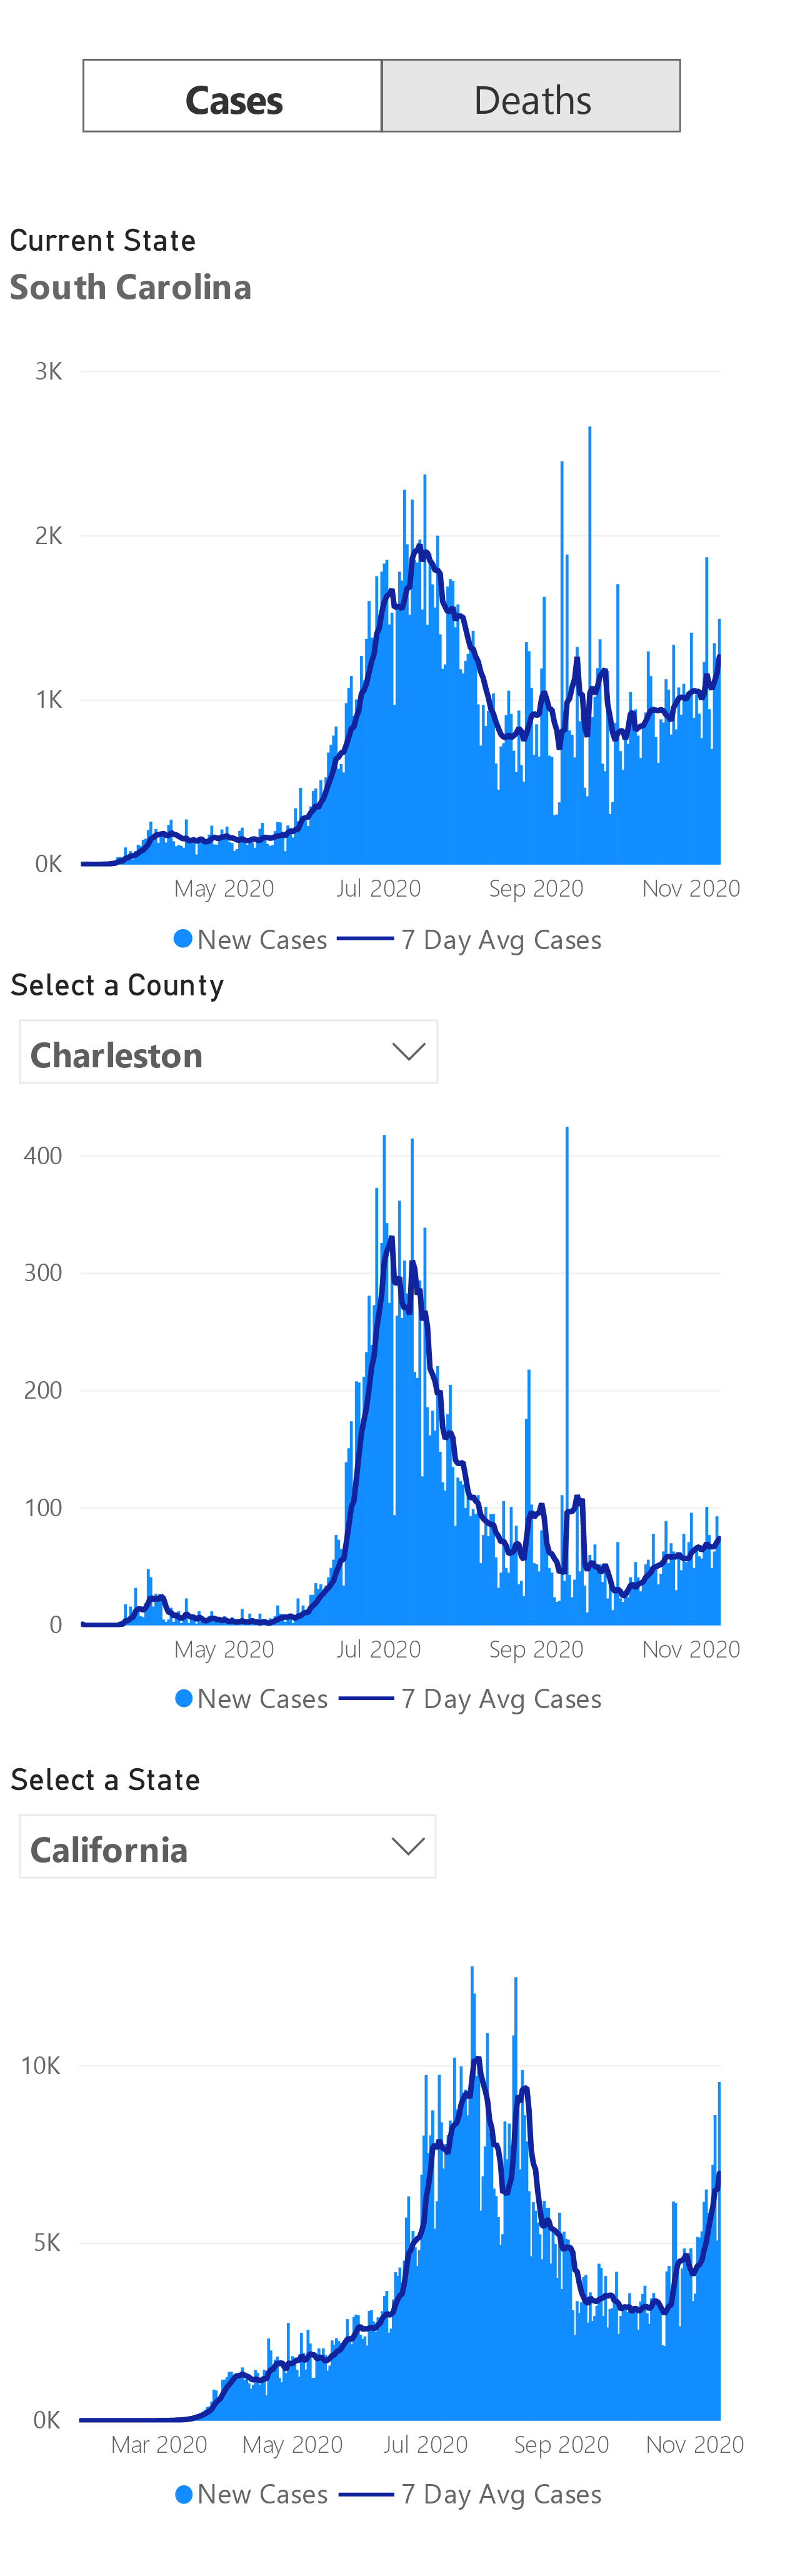 Cases Deaths
Current State
South Carolina
3K
2K
1K
0K
May 2020 Jul 2020 Sep 2020 Nov 2020
New Cases 7 Day Avg Cases
Select a County
Charleston
400
300
200
100
0
May 2020 Jul 2020 Sep 2020 Nov 2020
New Cases 7 Day Avg Cases
Select a State
California
10K
5K
0K
Mar 2020 May 2020 Jul 2020 Sep 2020 Nov 2020
New Cases 7 Day Avg Cases